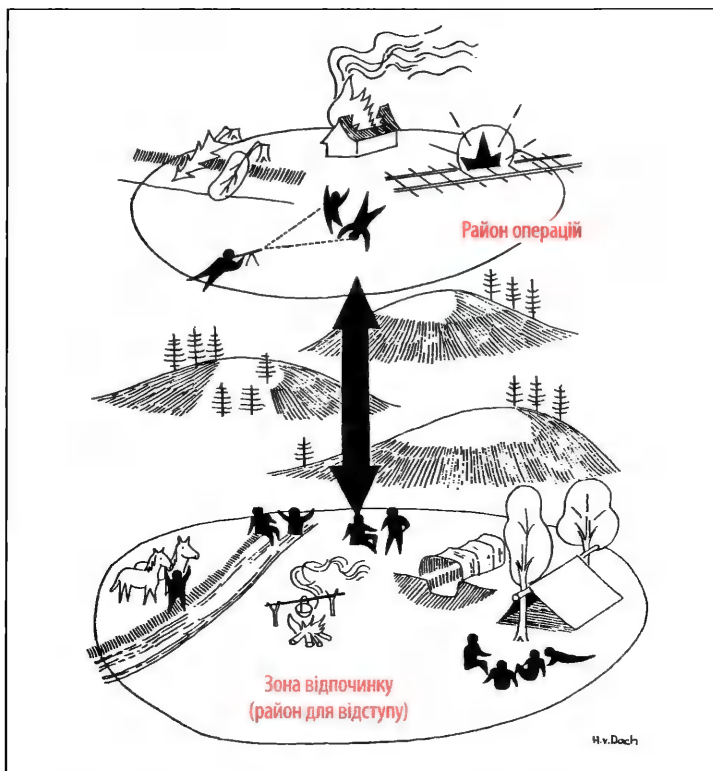 Район операцій
Зона відпочинку
(район для відступу)
H.v.Dach